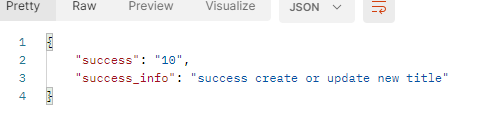 Pretty Raw Preview Visualize JSON
1 {
2 "success": "10",
3 "success_info": "success create or update new title"
4 }